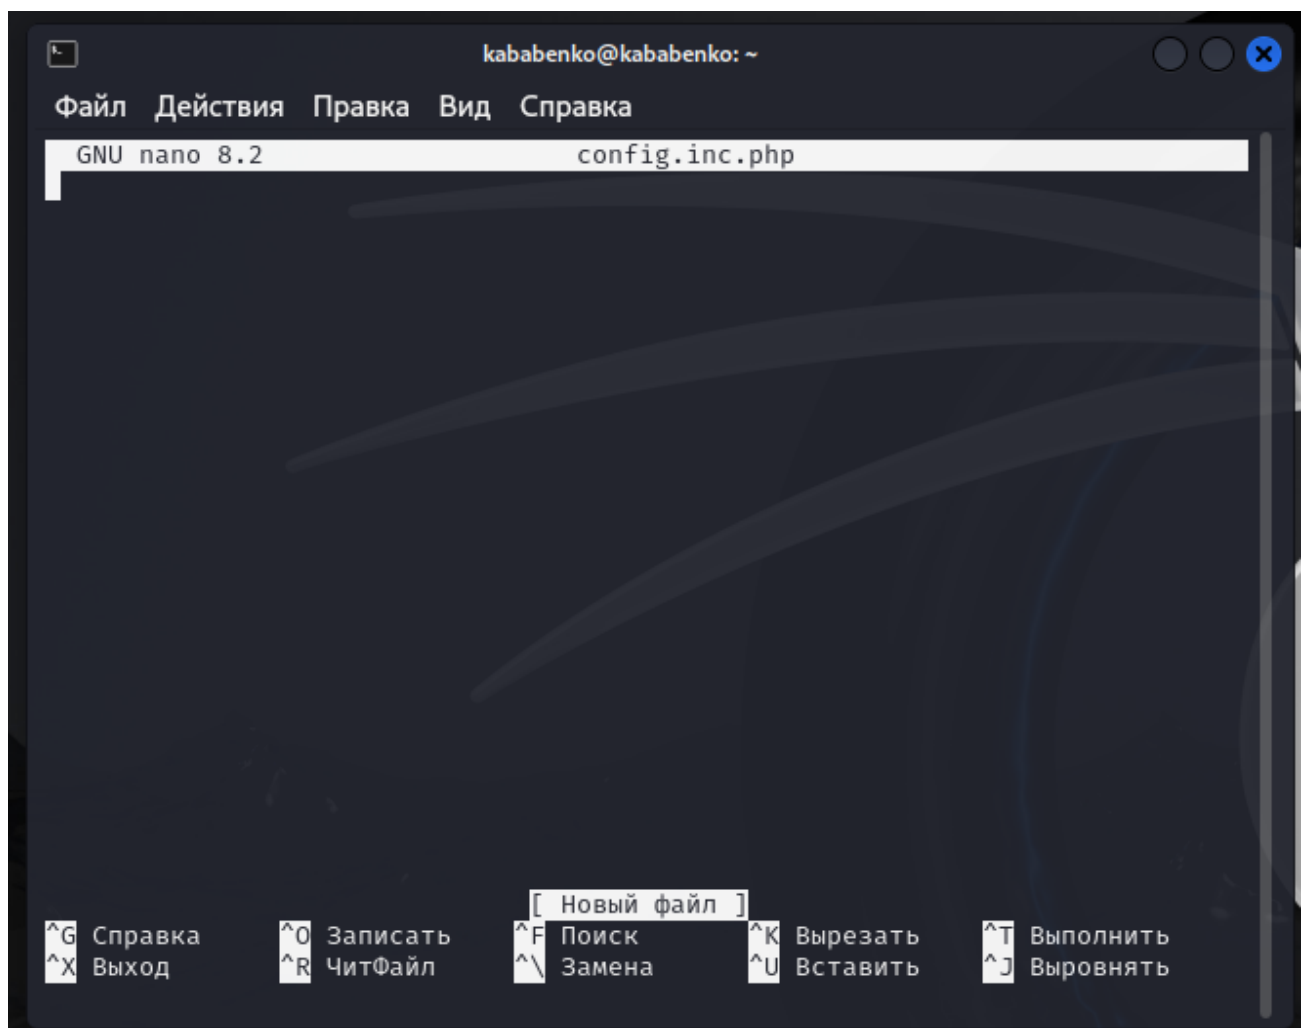 kababenko@kababenko: ~
Файл Действия Правка Вид Справка
GNU nano 8.2 config.inc.php
[ Новый файл ]
^G Справка ^O Записать ^F Поиск ^K Вырезать ^T Выполнить
^X Выход ^R ЧитФайл ^\ Замена ^U Вставить ^J Выровнять